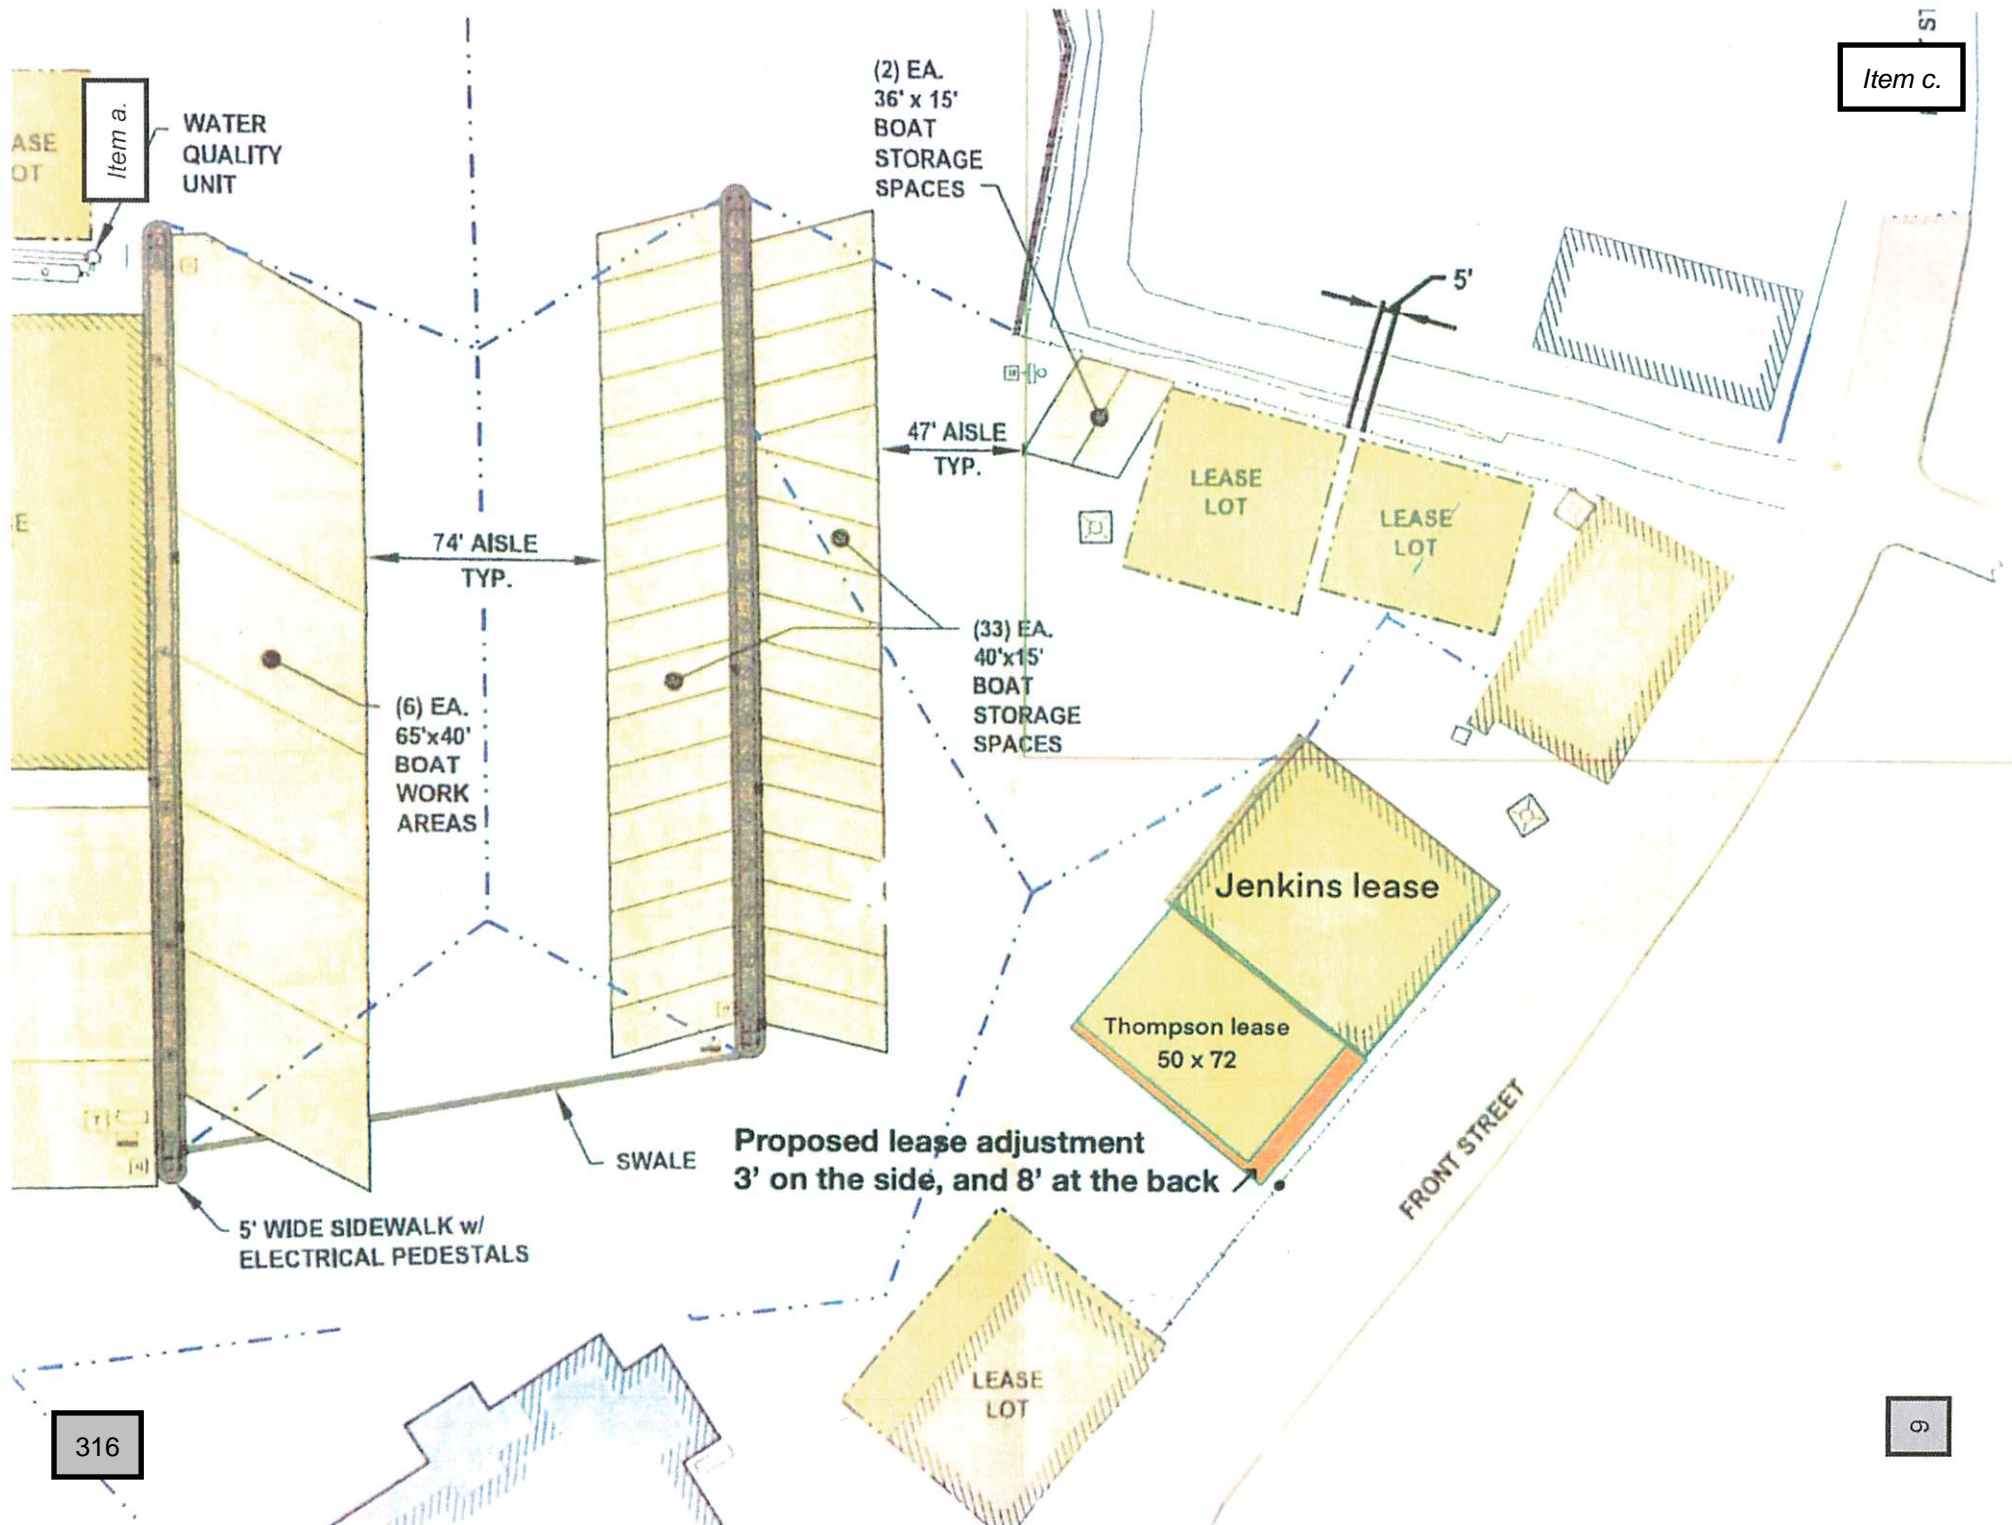 Item a.
WATER
QUALITY
UNIT
(2) EA.
36' x 15'
BOAT
STORAGE
SPACES
Item c.
ST
ASE
OT
5'
47' AISLE
TYP.
LEASE
LOT
LEASE
LOT
E
74' AISLE
TYP.
(33) EA.
40'x15'
BOAT
STORAGE
SPACES
(6) EA.
65'x40'
BOAT
WORK
AREAS
Jenkins lease
Thompson lease
50 x 72
Proposed lease adjustment
3' on the side, and 8' at the back
SWALE
FRONT STREET
5' WIDE SIDEWALK w/
ELECTRICAL PEDESTALS
LEASE
LOT
316
9